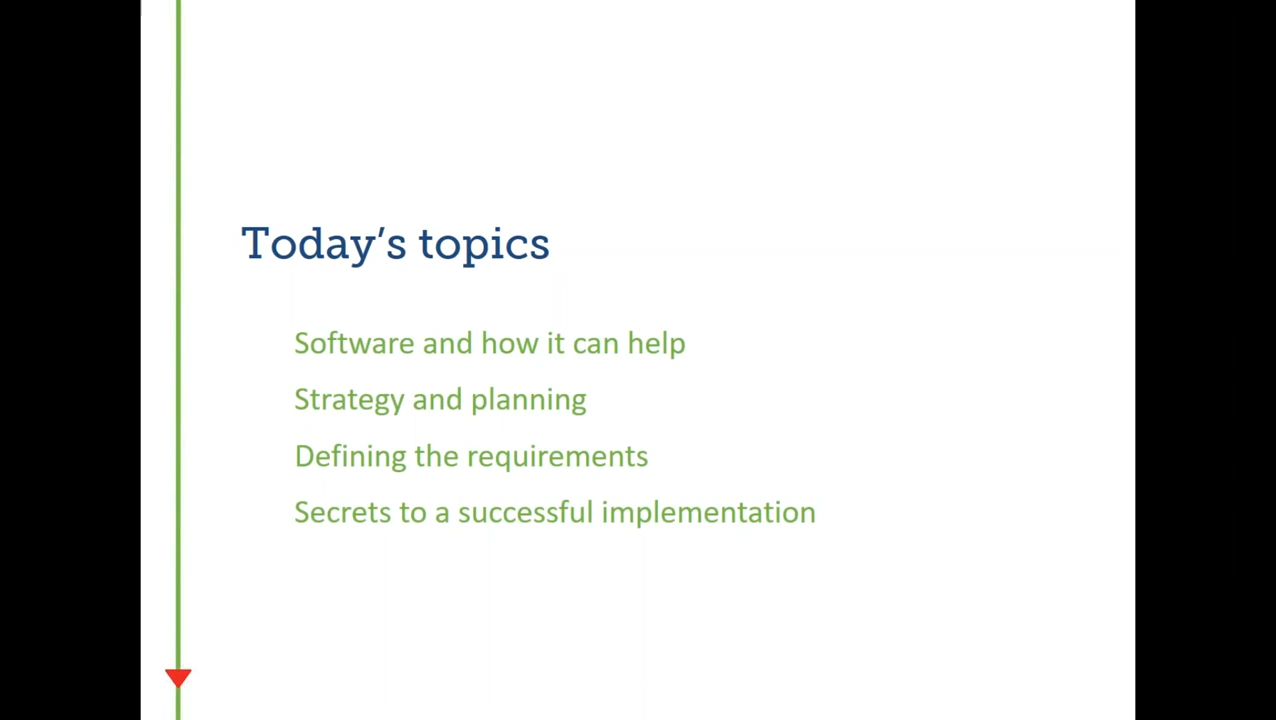 Today’s topics
Software and how it can help
Strategy and planning
Defining the requirements
Secrets to a successful implementation